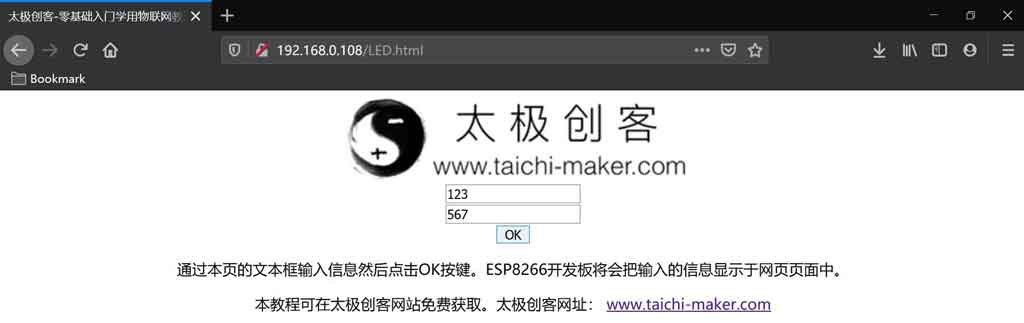 太极创客-零基础入门学用物联网教
192.168.0.108/LED.html
Bookmark
太极创客
www.taichi-maker.com
123
567
OK
通过本页的文本框输入信息然后点击OK按键。ESP8266开发板将会把输入的信息显示于网页页面中。
本教程可在太极创客网站免费获取。太极创客网址： www.taichi-maker.com